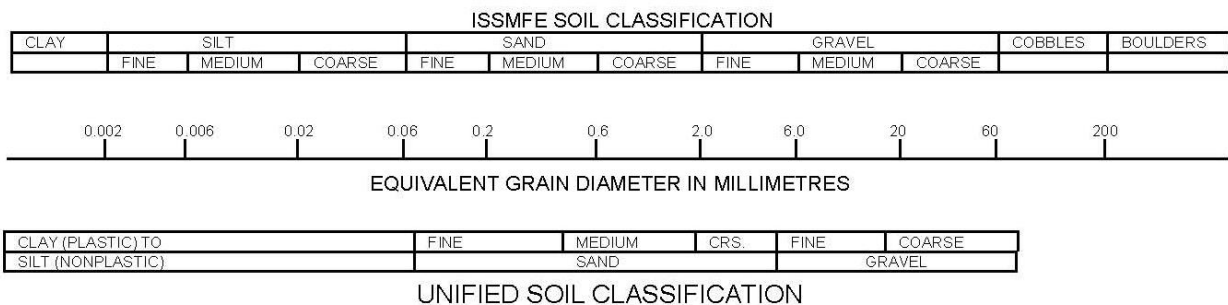 ISSMFE SOIL CLASSIFICATION
CLAY SILT SAND GRAVEL COBBLES BOULDERS
FINE MEDIUM COARSE FINE MEDIUM COARSE FINE MEDIUM COARSE
0.002 0.006 0.02 0.06 0.2 0.6 2.0 6.0 20 60 200
EQUIVALENT GRAIN DIAMETER IN MILLIMETRES
CLAY (PLASTIC) TO FINE MEDIUM CRS. FINE COARSE
SILT (NONPLASTIC) SAND GRAVEL
UNIFIED SOIL CLASSIFICATION